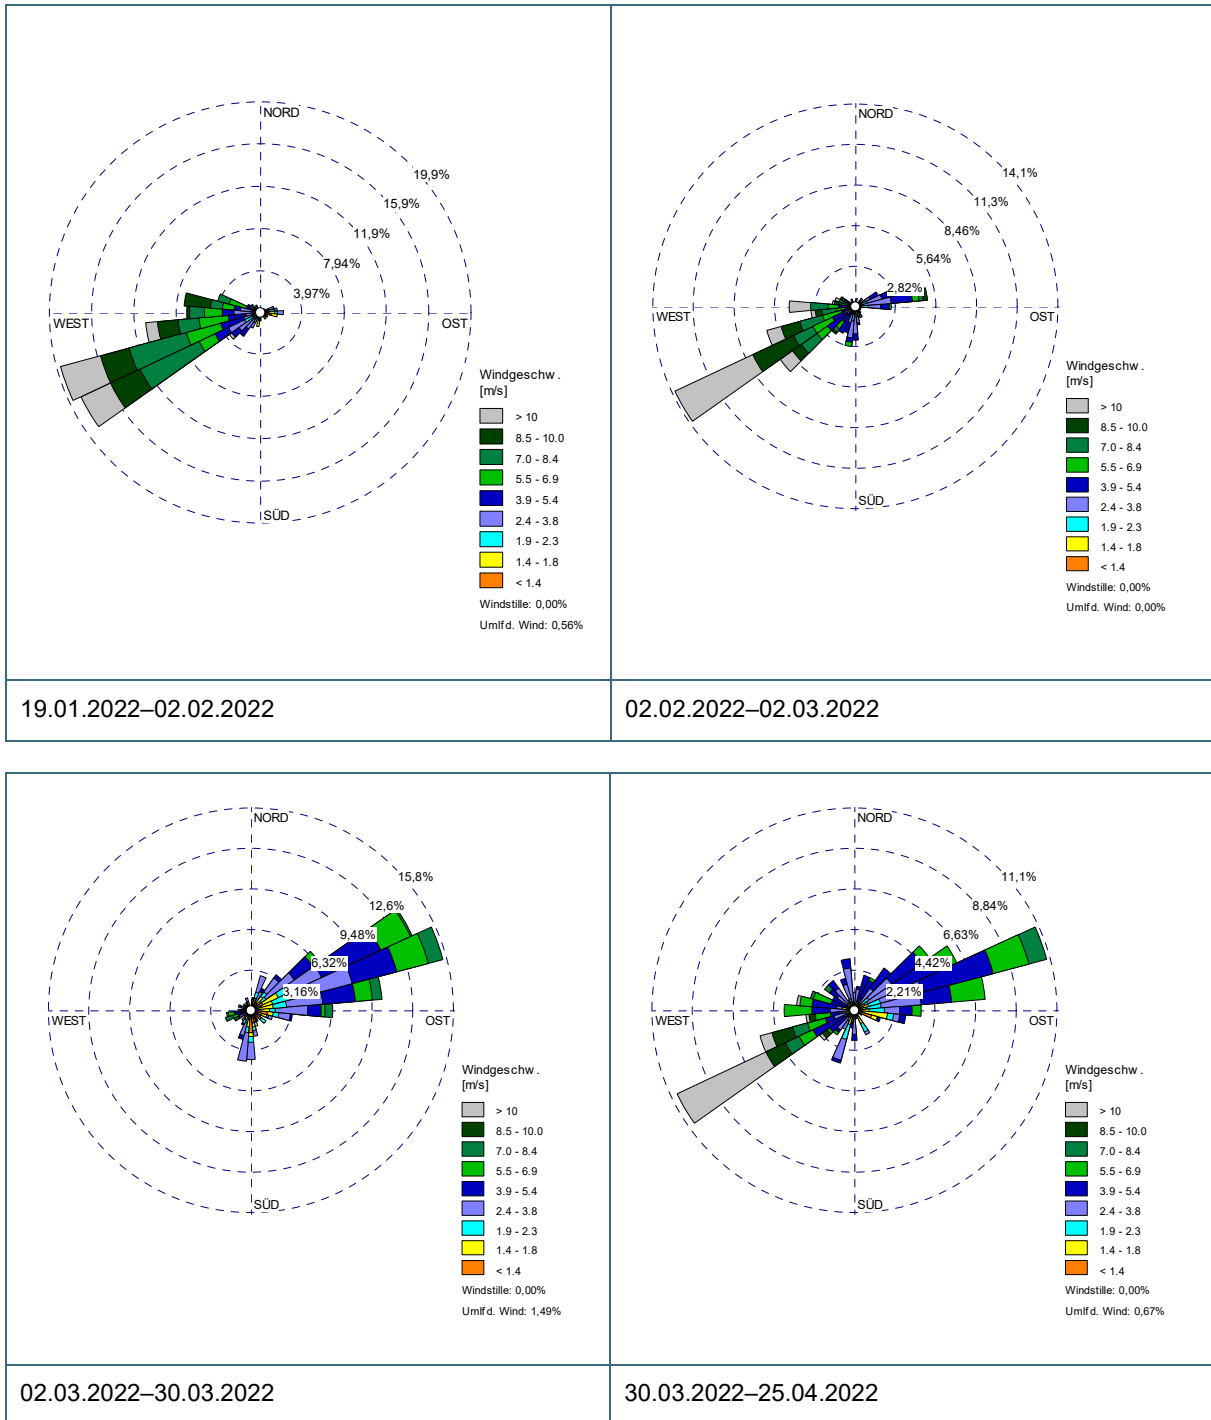 NORD
19,9%
15,9%
11,9%
7,94%
3,97%
WEST
OST
SÜD
Windgeschw.
[m/s]
> 10
8.5 - 10.0
7.0 - 8.4
5.5 - 6.9
3.9 - 5.4
2.4 - 3.8
1.9 - 2.3
1.4 - 1.8
< 1.4
Windstille: 0,00%
Umlfd. Wind: 0,56%
19.01.2022–02.02.2022
NORD
14,1%
11,3%
8,46%
5,64%
2,82%
WEST
OST
SÜD
Windgeschw.
[m/s]
> 10
8.5 - 10.0
7.0 - 8.4
5.5 - 6.9
3.9 - 5.4
2.4 - 3.8
1.9 - 2.3
1.4 - 1.8
< 1.4
Windstille: 0,00%
Umlfd. Wind: 0,00%
02.02.2022–02.03.2022
NORD
15,8%
12,6%
9,48%
6,32%
3,16%
WEST
OST
SÜD
Windgeschw.
[m/s]
> 10
8.5 - 10.0
7.0 - 8.4
5.5 - 6.9
3.9 - 5.4
2.4 - 3.8
1.9 - 2.3
1.4 - 1.8
< 1.4
Windstille: 0,00%
Umlfd. Wind: 1,49%
02.03.2022–30.03.2022
NORD
11,1%
8,84%
6,63%
4,42%
2,21%
WEST
OST
SÜD
Windgeschw.
[m/s]
> 10
8.5 - 10.0
7.0 - 8.4
5.5 - 6.9
3.9 - 5.4
2.4 - 3.8
1.9 - 2.3
1.4 - 1.8
< 1.4
Windstille: 0,00%
Umlfd. Wind: 0,67%
30.03.2022–25.04.2022